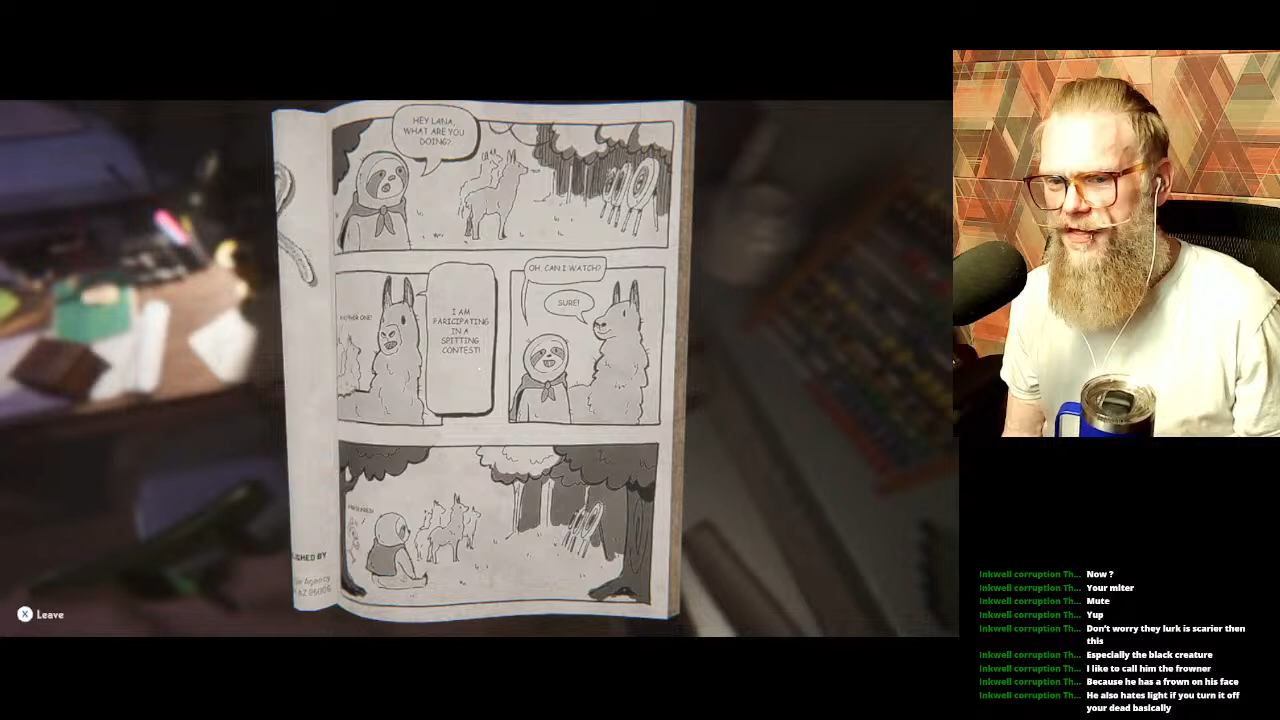 HEY LANA,
WHAT ARE YOU
DOING?
OH, CAN I WATCH?
SURE!
ANOTHER ONE?
I AM
PARICIPATING
IN A
SPITTING
CONTEST!
Leave
Inkwell corruption Th... Now ?
Inkwell corruption Th... Your miter
Inkwell corruption Th... Mute
Inkwell corruption Th... Yup
Inkwell corruption Th... Don't worry they lurk is scarier then
this
Inkwell corruption Th... Especially the black creature
Inkwell corruption Th... I like to call him the frowner
Inkwell corruption Th... Because he has a frown on his face
Inkwell corruption Th... He also hates light if you turn it off
your dead basically